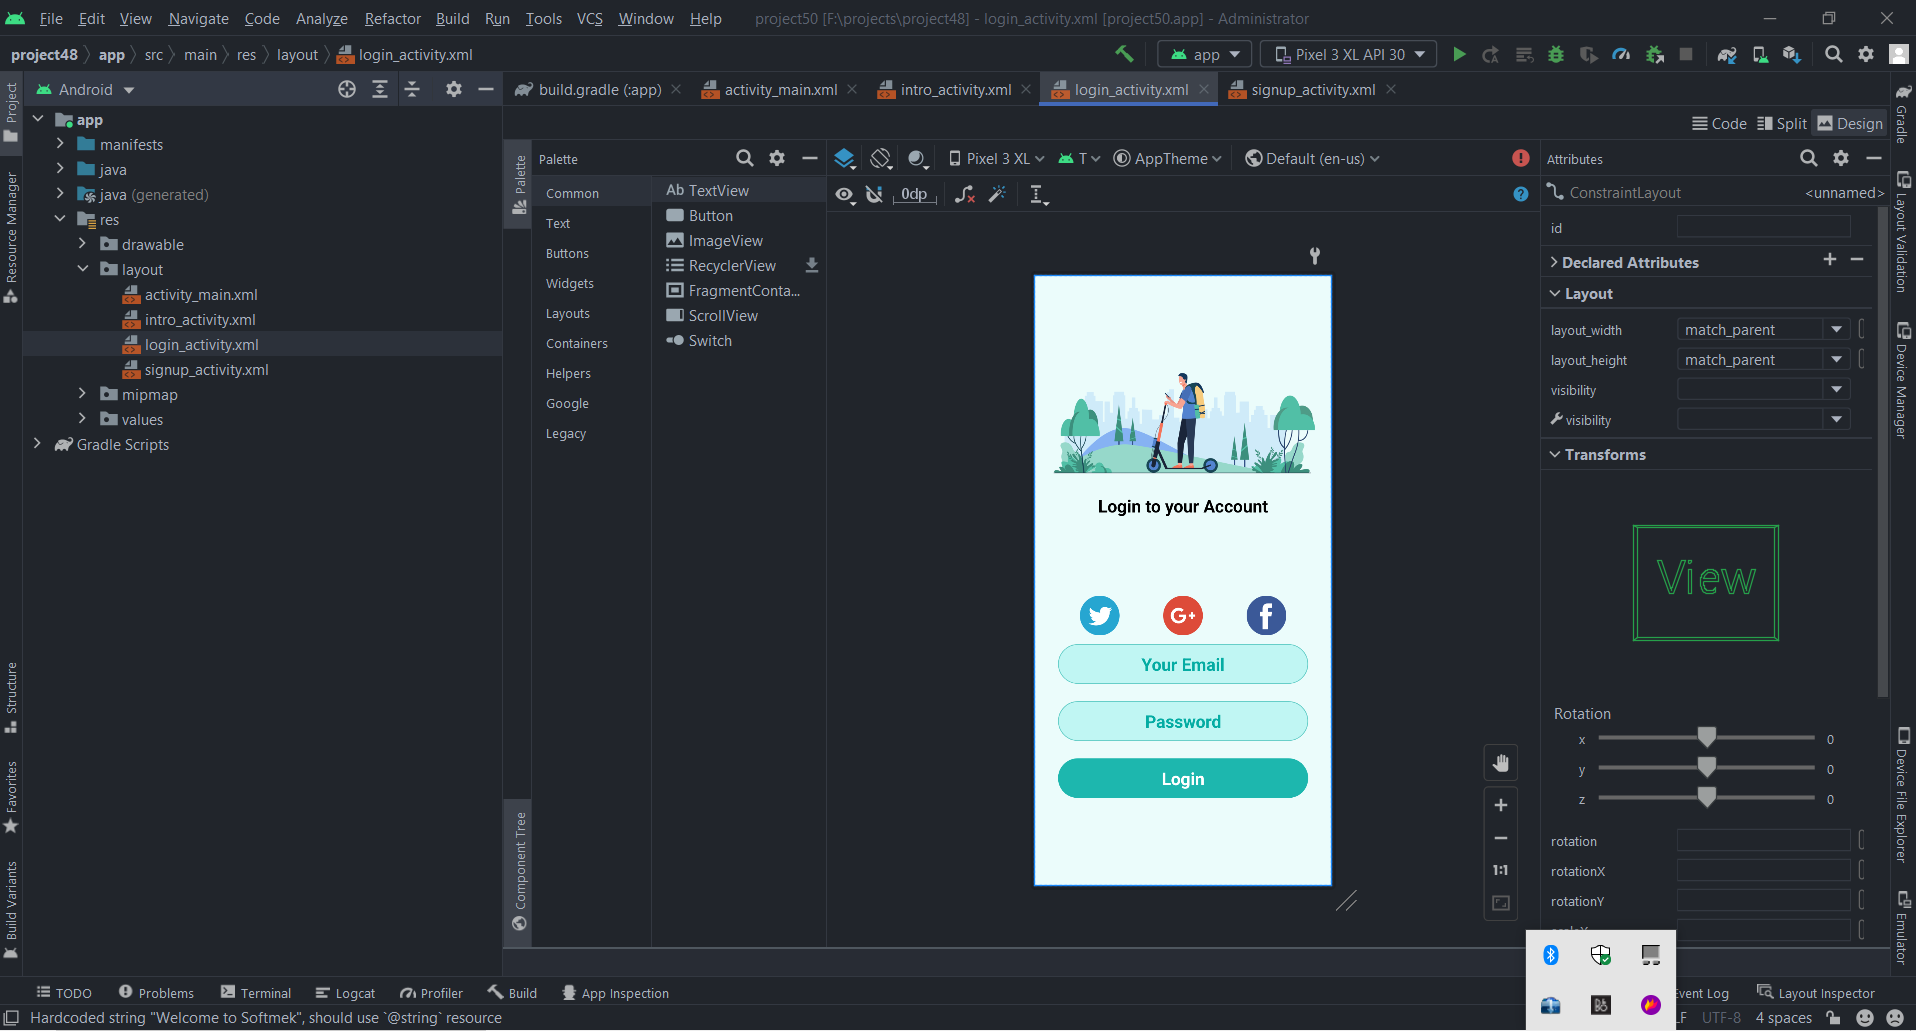 File Edit View Navigate Code Analyze Refactor Build Run Tools VCS Window Help project50 [F:\projects\project48] - login_activity.xml [project50.app] - Administrator
project48 app src main res layout login_activity.xml
app Pixel 3 XL API 30
Android
build.gradle (:app) activity_main.xml intro_activity.xml login_activity.xml signup_activity.xml
Code Split Design
Project
Resource Manager
Structure
Favorites
Build Variants
app
manifests
java
java (generated)
res
drawable
layout
activity_main.xml
intro_activity.xml
login_activity.xml
signup_activity.xml
mipmap
values
Gradle Scripts
Palette
Component Tree
Palette
Common
Text
Buttons
Widgets
Layouts
Containers
Helpers
Google
Legacy
Ab TextView
Button
ImageView
RecyclerView
FragmentConta...
ScrollView
Switch
Pixel 3 XL T AppTheme Default (en-us)
0dp
Login to your Account
G+ f
Your Email
Password
Login
1:1
Attributes
ConstraintLayout <unnamed>
id
Declared Attributes
Layout
layout_width match_parent
layout_height match_parent
visibility
visibility
Transforms
View
Rotation
x 0
y 0
z 0
rotation
rotationX
rotationY
Gradle
Layout Validation
Device Manager
Device File Explorer
Emulator
TODO Problems Terminal Logcat Profiler Build App Inspection Event Log Layout Inspector
Hardcoded string "Welcome to Softmek", should use `@string` resource LF UTF-8 4 spaces